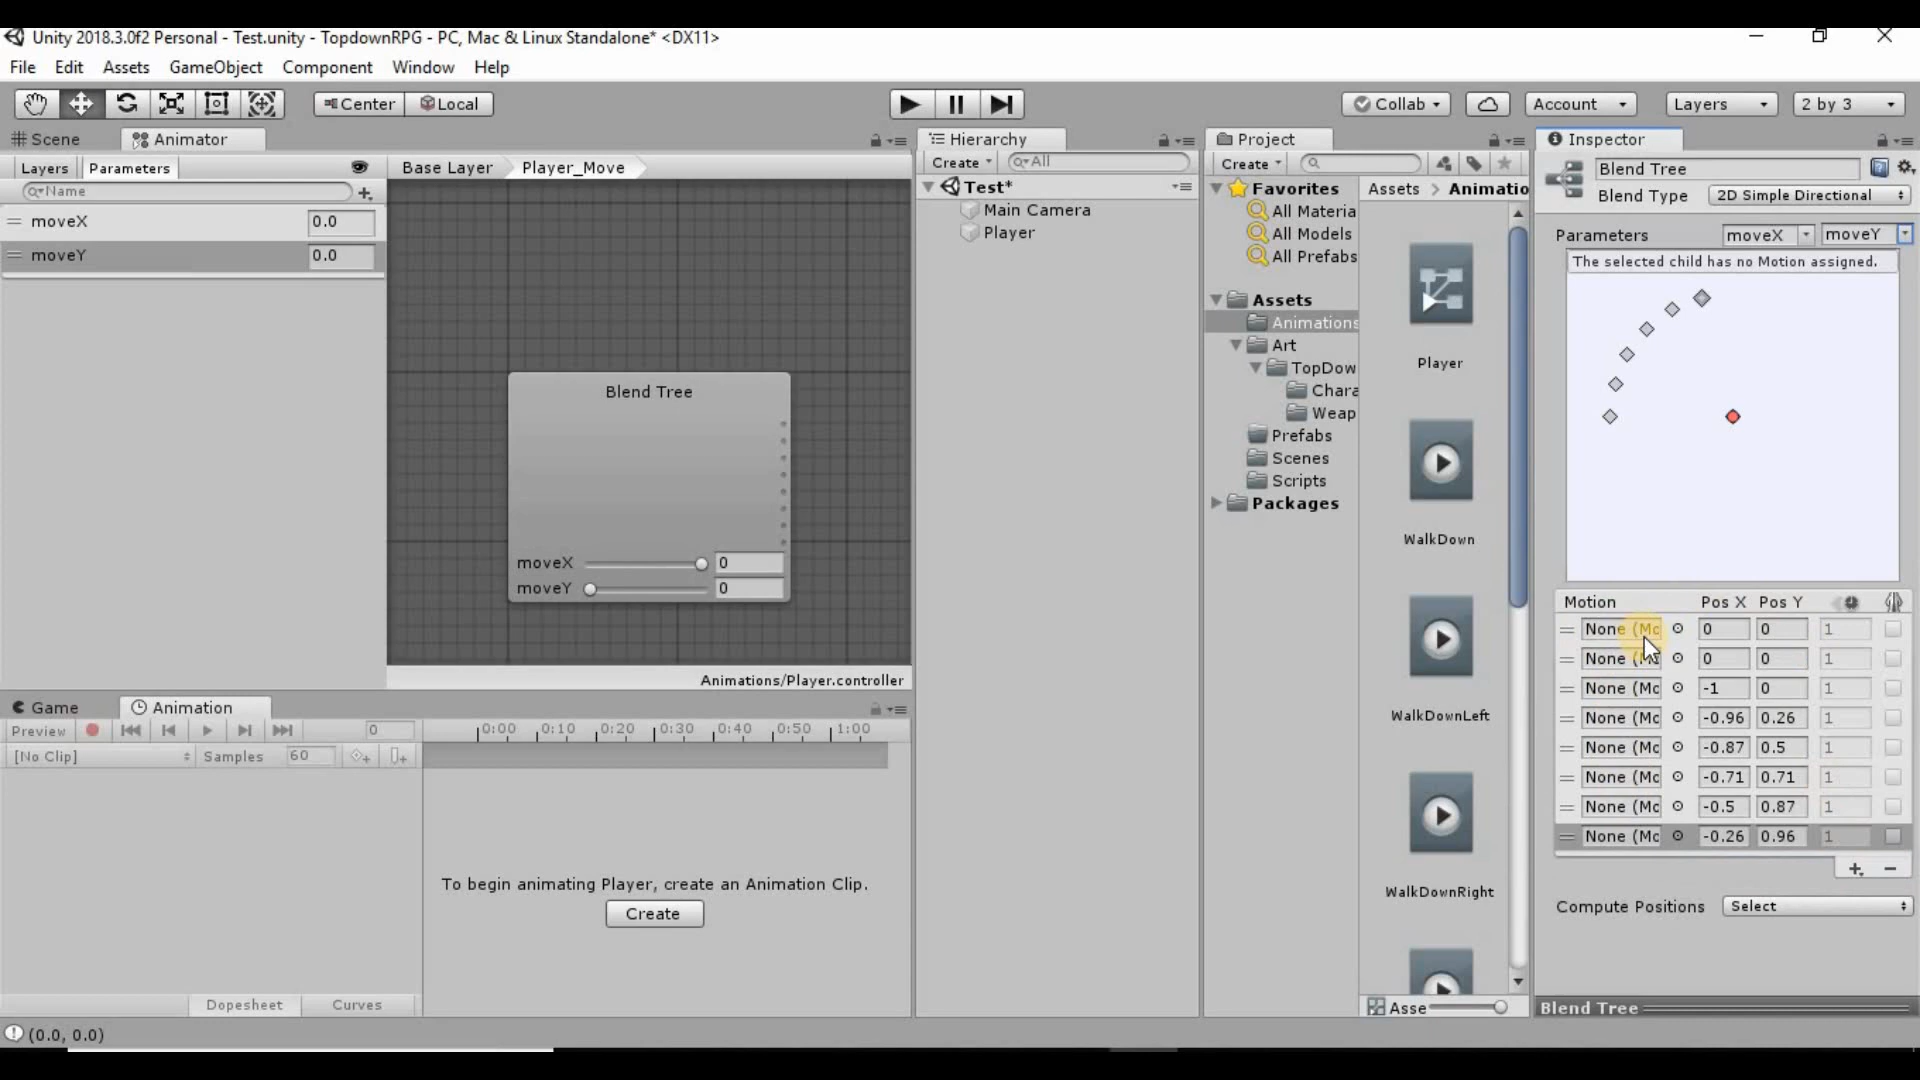 Unity 2018.3.0f2 Personal - Test.unity - TopdownRPG - PC, Mac & Linux Standalone* <DX11>
File Edit Assets GameObject Component Window Help
Center Local Collab Account Layers 2 by 3
Scene Animator
Layers Parameters
Name
moveX 0.0
moveY 0.0
Base Layer Player_Move
Blend Tree
moveX 0
moveY 0
Animations/Player.controller
Game Animation
Preview 0
[No Clip] Samples 60
0:00 0:10 0:20 0:30 0:40 0:50 1:00
To begin animating Player, create an Animation Clip.
Create
Dopesheet Curves
(0.0, 0.0)
Hierarchy
Create All
Test*
Main Camera
Player
Project
Create
Favorites
All Materia
All Models
All Prefabs
Assets
Animations
Art
TopDow
Chara
Weap
Prefabs
Scenes
Scripts
Packages
Assets Animatio
Player
WalkDown
WalkDownLeft
WalkDownRight
Asse
Inspector
Blend Tree
Blend Type 2D Simple Directional
Parameters moveX moveY
The selected child has no Motion assigned.
Motion Pos X Pos Y
None (Mo 0 0 1
None (Mo 0 0 1
None (Mo -1 0 1
None (Mo -0.96 0.26 1
None (Mo -0.87 0.5 1
None (Mo -0.71 0.71 1
None (Mo -0.5 0.87 1
None (Mo -0.26 0.96 1
Compute Positions Select
Blend Tree